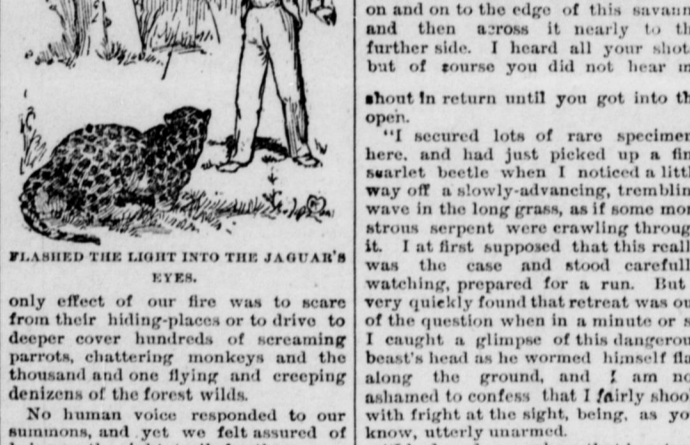 FLASHED THE LIGHT INTO THE JAGUAR'S
EYES.
only effect of our fire was to scare
from their hiding-places or to drive to
deeper cover hundreds of screaming
parrots, chattering monkeys and the
thousand and one flying and creeping
denizens of the forest wilds.
No human voice responded to our
summons, and yet we felt assured of
on and on to the edge of this savann
and then across it nearly to th
further side. I heard all your shot
but of sourse you did not hear m
shout in return until you got into th
open.
"I secured lots of rare specimen
here, and had just picked up a fin
scarlet beetle when I noticed a littl
way off a slowly-advancing, tremblin
wave in the long grass, as if some mon
strous serpent were crawling throug
it. I at first supposed that this reall
was the case and stood carefull
watching, prepared for a run. But
very quickly found that retreat was ou
of the question when in a minute or s
I caught a glimpse of this dangerou
beast's head as he wormed himself fla
along the ground, and I am no
ashamed to confess that I fairly shoo
with fright at the sight, being, as yo
know, utterly unarmed.